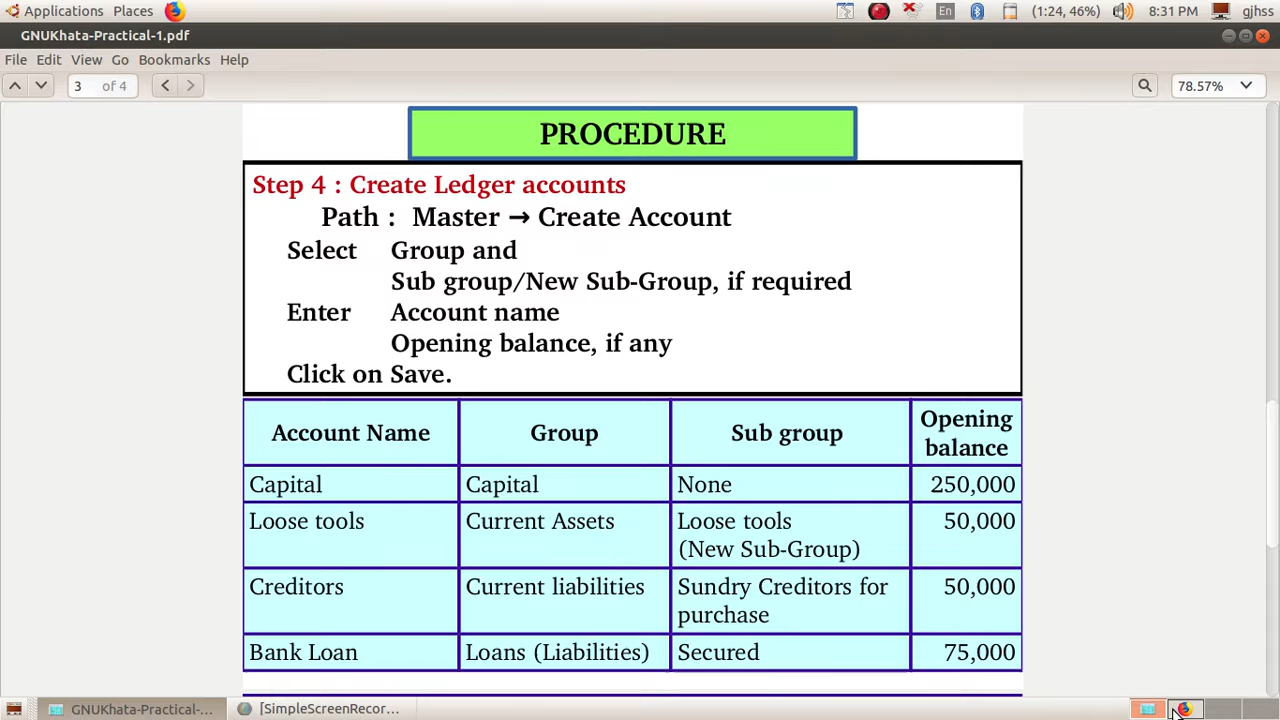 Applications Places En (1:24, 46%) 8:31 PM gjhss
GNUKhata-Practical-1.pdf
File Edit View Go Bookmarks Help
3 of 4 78.57%
PROCEDURE
Step 4 : Create Ledger accounts
Path : Master → Create Account
Select Group and
Sub group/New Sub-Group, if required
Enter Account name
Opening balance, if any
Click on Save.
Account Name Group Sub group Opening
balance
Capital Capital None 250,000
Loose tools Current Assets Loose tools 50,000
(New Sub-Group)
Creditors Current liabilities Sundry Creditors for 50,000
purchase
Bank Loan Loans (Liabilities) Secured 75,000
GNUKhata-Practical-... [SimpleScreenRecor...